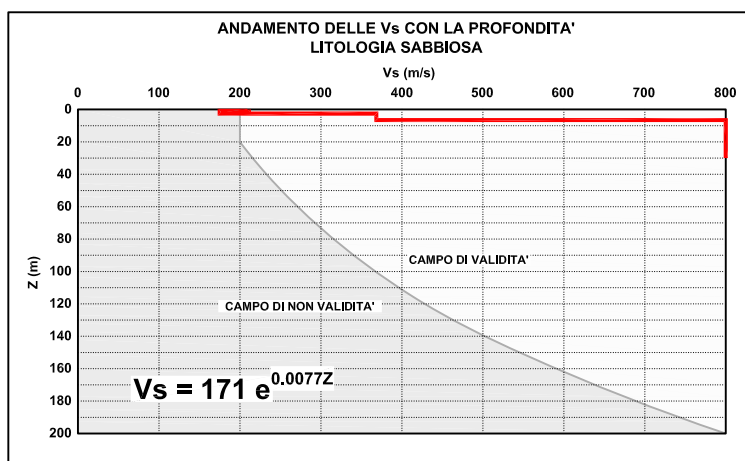 ANDAMENTO DELLE Vs CON LA PROFONDITA'
LITOLOGIA SABBIOSA
Vs (m/s)
0 100 200 300 400 500 600 700 800
0
20
40
60
80
100
120
140
160
180
200
Z (m)
CAMPO DI VALIDITA'
CAMPO DI NON VALIDITA'
Vs = 171 e^0.0077Z